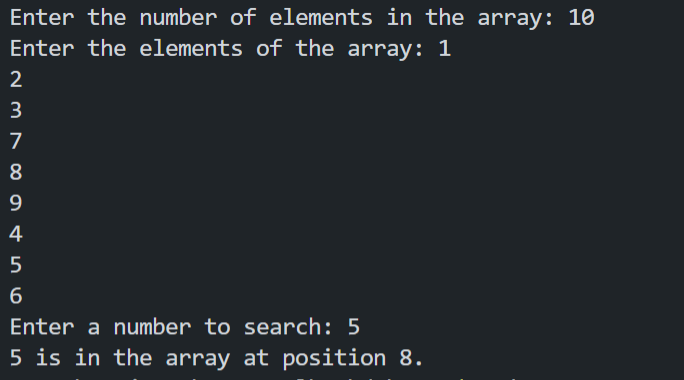 Enter the number of elements in the array: 10
Enter the elements of the array: 1
2
3
7
8
9
4
5
6
Enter a number to search: 5
5 is in the array at position 8.